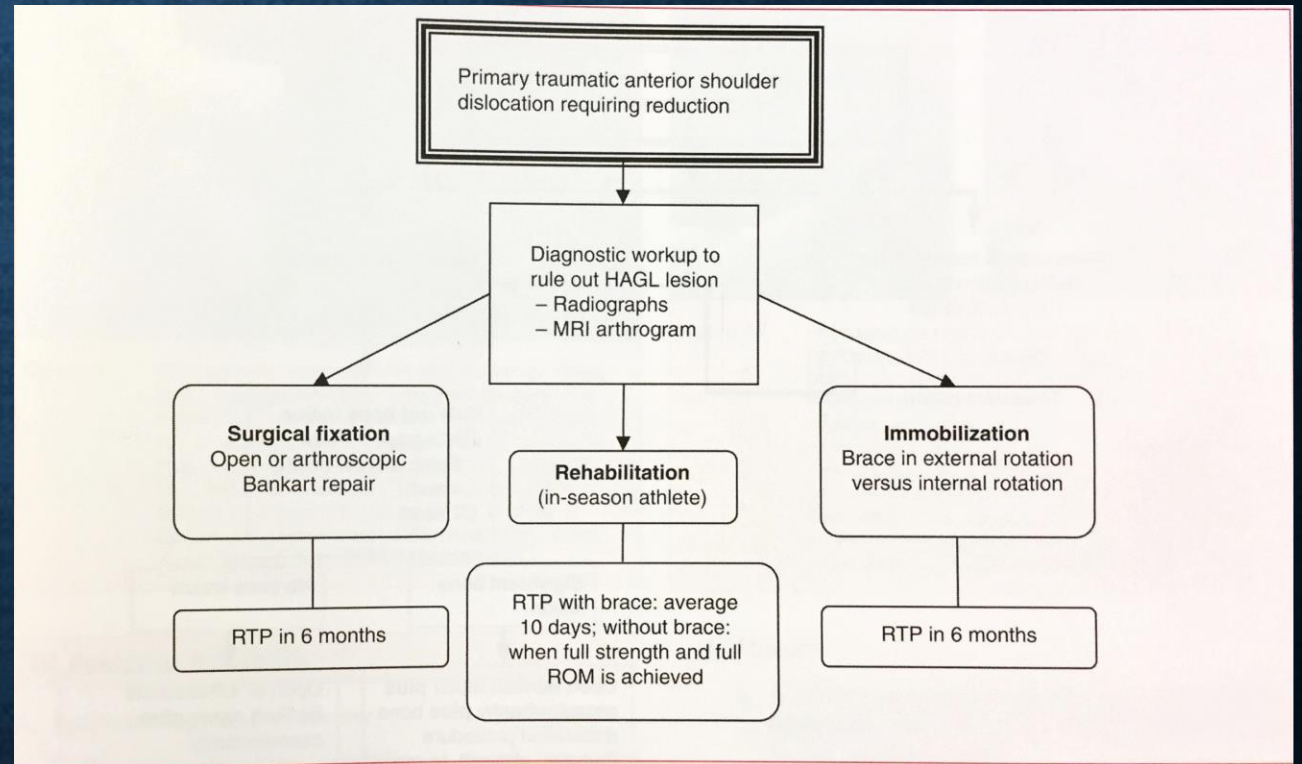 Primary traumatic anterior shoulder
dislocation requiring reduction
Diagnostic workup to
rule out HAGL lesion
– Radiographs
– MRI arthrogram
Surgical fixation
Open or arthroscopic
Bankart repair
Rehabilitation
(in-season athlete)
Immobilization
Brace in external rotation
versus internal rotation
RTP in 6 months
RTP with brace: average
10 days; without brace:
when full strength and full
ROM is achieved
RTP in 6 months